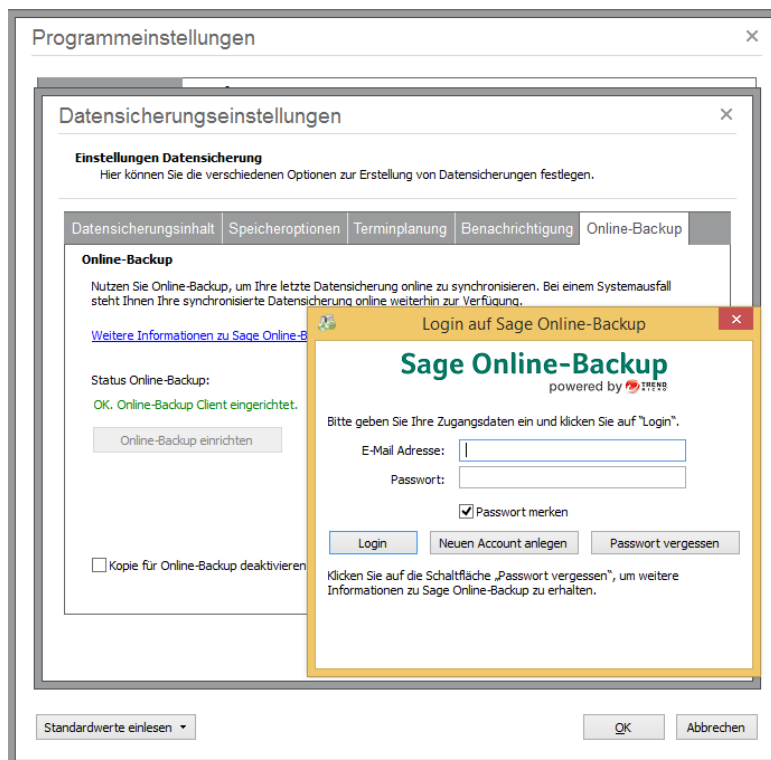 Programmeinstellungen
Datensicherungseinstellungen
Einstellungen Datensicherung
Hier können Sie die verschiedenen Optionen zur Erstellung von Datensicherungen festlegen.
Datensicherungsinhalt Speicheroptionen Terminplanung Benachrichtigung Online-Backup
Online-Backup
Nutzen Sie Online-Backup, um Ihre letzte Datensicherung online zu synchronisieren. Bei einem Systemausfall
steht Ihnen Ihre synchronisierte Datensicherung online weiterhin zur Verfügung.
Weitere Informationen zu Sage Online-B
Status Online-Backup:
OK. Online-Backup Client eingerichtet.
Online-Backup einrichten
Kopie für Online-Backup deaktivieren
Login auf Sage Online-Backup
Sage Online-Backup
powered by TREND MICRO
Bitte geben Sie Ihre Zugangsdaten ein und klicken Sie auf "Login".
E-Mail Adresse:
Passwort:
Passwort merken
Login Neuen Account anlegen Passwort vergessen
Klicken Sie auf die Schaltfläche „Passwort vergessen“, um weitere
Informationen zu Sage Online-Backup zu erhalten.
Standardwerte einlesen OK Abbrechen